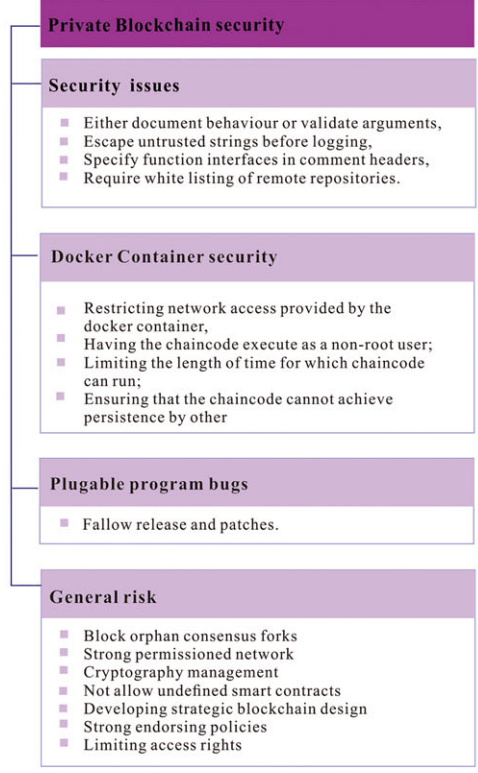 Private Blockchain security
Security issues
Either document behaviour or validate arguments,
Escape untrusted strings before logging,
Specify function interfaces in comment headers,
Require white listing of remote repositories.
Docker Container security
Restricting network access provided by the
docker container,
Having the chaincode execute as a non-root user;
Limiting the length of time for which chaincode
can run;
Ensuring that the chaincode cannot achieve
persistence by other
Plugable program bugs
Fallow release and patches.
General risk
Block orphan consensus forks
Strong permissioned network
Cryptography management
Not allow undefined smart contracts
Developing strategic blockchain design
Strong endorsing policies
Limiting access rights